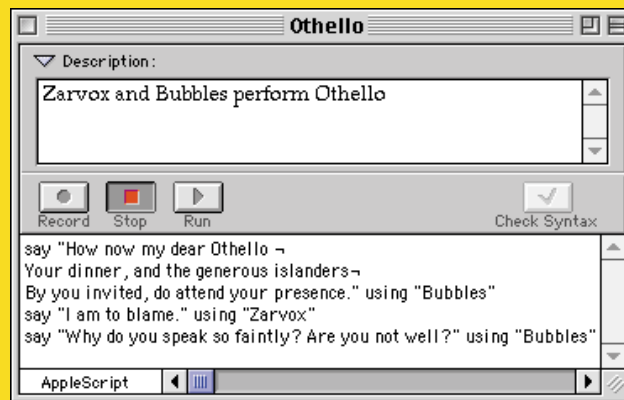 Othello
Description:
Zarvox and Bubbles perform Othello
Record Stop Run Check Syntax
say "How now my dear Othello ¬
Your dinner, and the generous islanders¬
By you invited, do attend your presence." using "Bubbles"
say "I am to blame." using "Zarvox"
say "Why do you speak so faintly? Are you not well?" using "Bubbles"
AppleScript